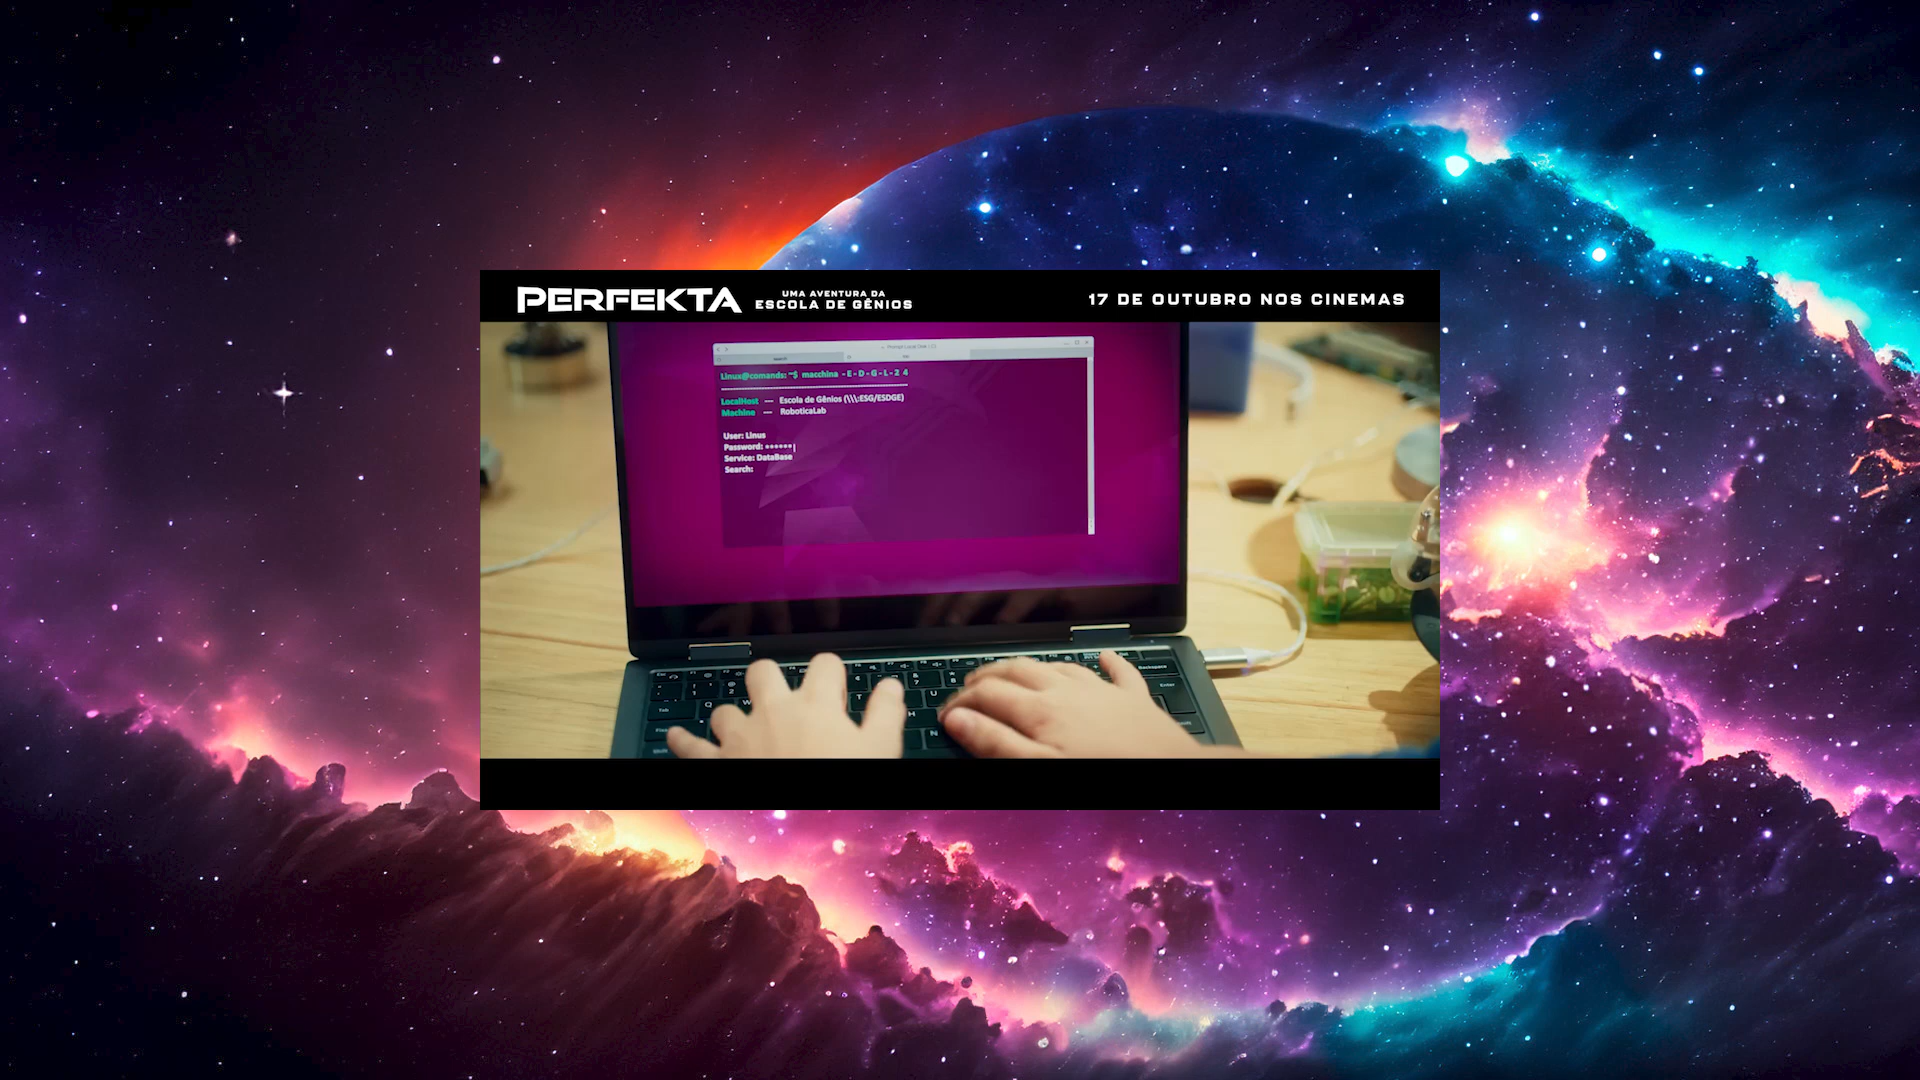 PERFEKTA
UMA AVENTURA DA
ESCOLA DE GÊNIOS
17 DE OUTUBRO NOS CINEMAS
Linux@comands: ~$ macchina -E-D-G-L-2 4
LocalHost --- Escola de Gênios (\\\:ESG/ESDGE)
Machine --- RoboticaLab
User: Linus
Password: ••••••|
Service: DataBase
Search: